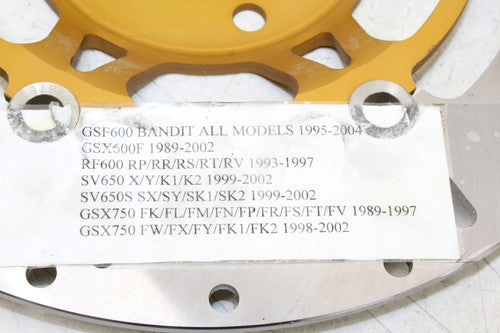 GSF600 BANDIT ALL MODELS 1995-2004
GSX600F 1989-2002
RF600 RP/RR/RS/RT/RV 1993-1997
SV650 X/Y/K1/K2 1999-2002
SV650S SX/SY/SK1/SK2 1999-2002
GSX750 FK/FL/FM/FN/FP/FR/FS/FT/FV 1989-1997
GSX750 FW/FX/FY/FK1/FK2 1998-2002